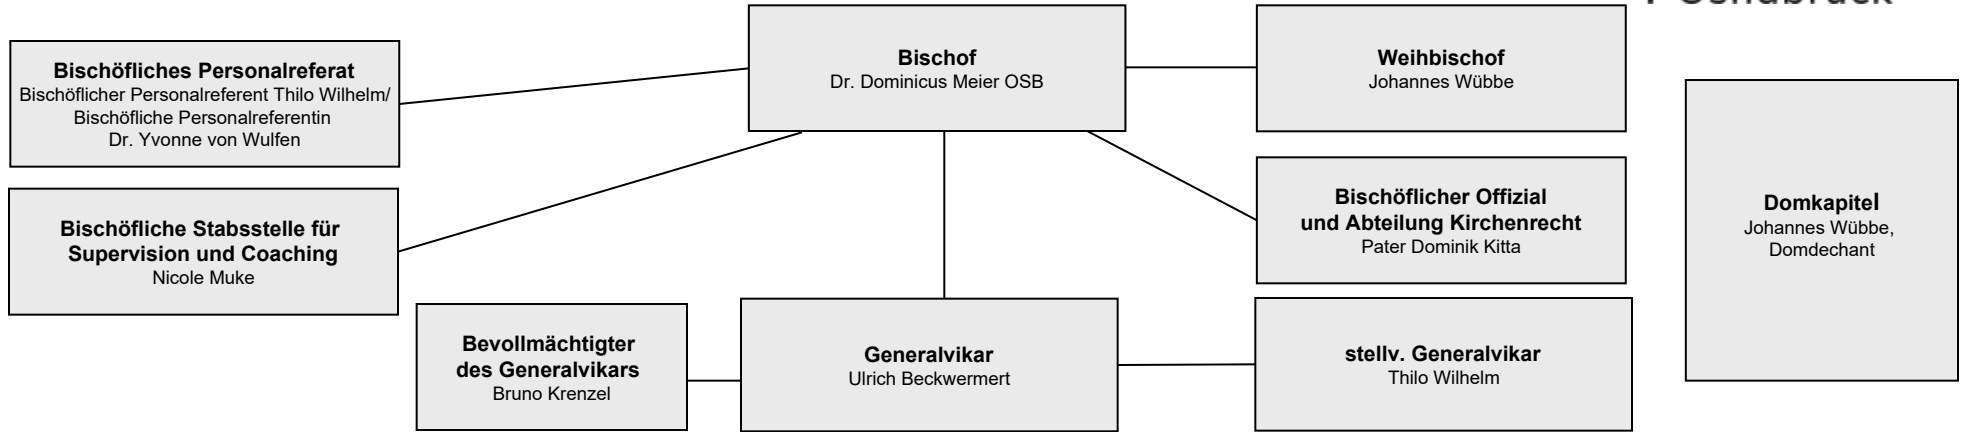 Osnabrück
Bischöfliches Personalreferat
Bischöflicher Personalreferent Thilo Wilhelm/
Bischöfliche Personalreferentin
Dr. Yvonne von Wulfen
Bischof
Dr. Dominicus Meier OSB
Weihbischof
Johannes Wübbe
Bischöfliche Stabsstelle für
Supervision und Coaching
Nicole Muke
Bischöflicher Offizial
und Abteilung Kirchenrecht
Pater Dominik Kitta
Domkapitel
Johannes Wübbe,
Domdechant
Bevollmächtigter
des Generalvikars
Bruno Krenzel
Generalvikar
Ulrich Beckwermert
stellv. Generalvikar
Thilo Wilhelm